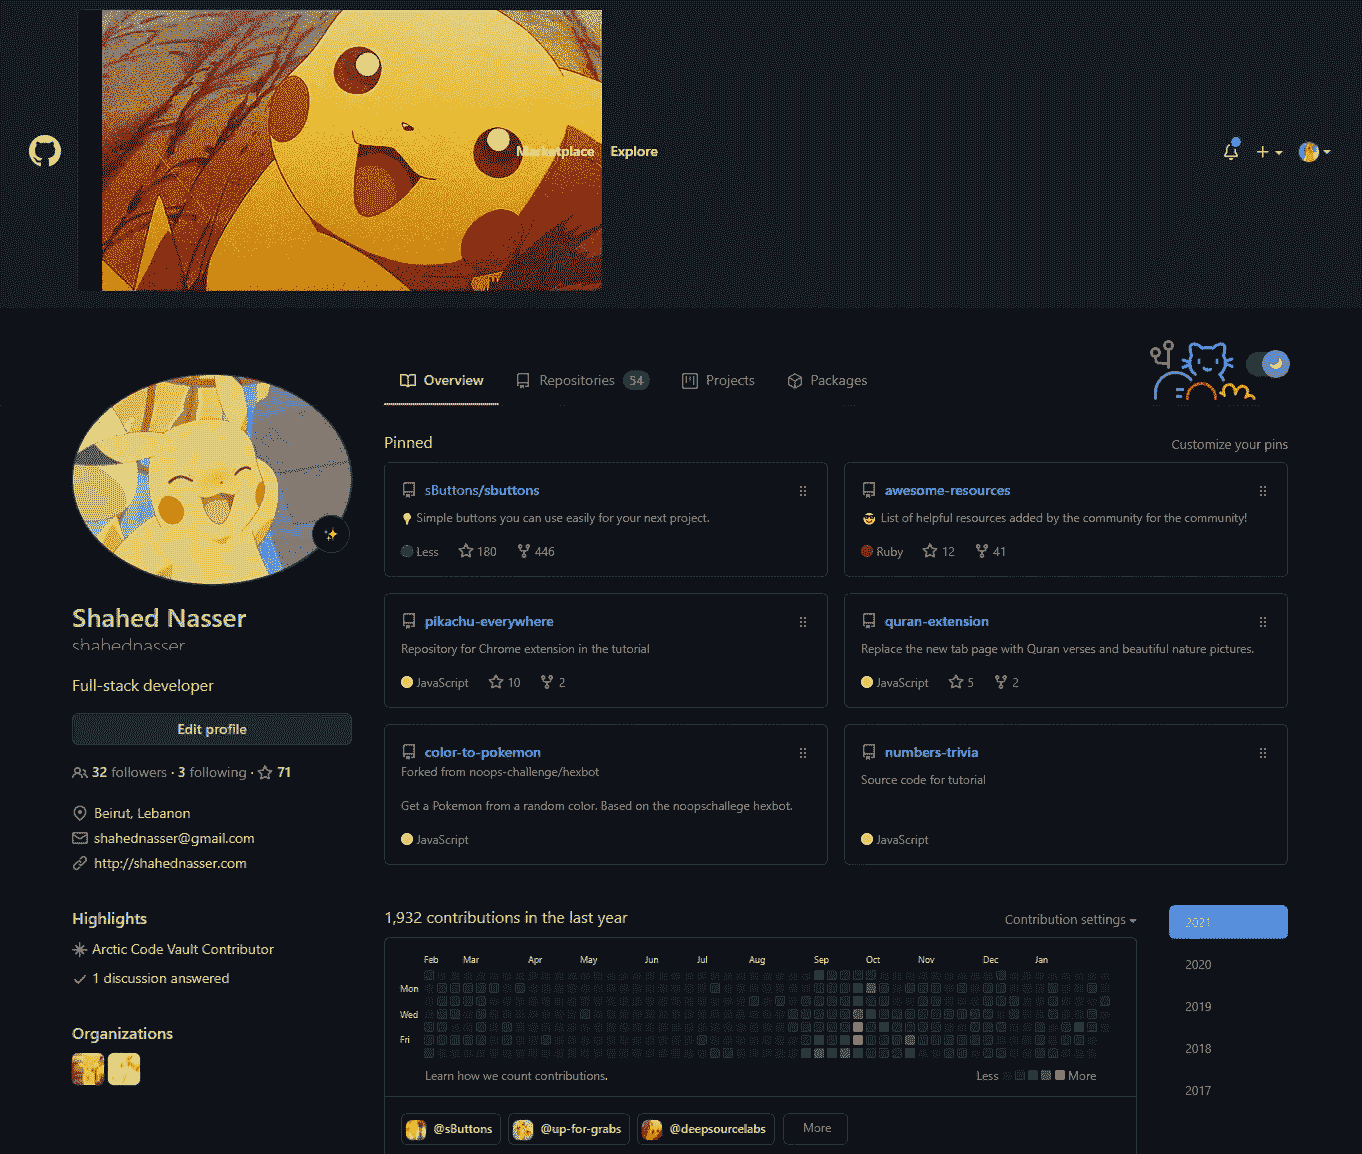 Marketplace Explore
Overview Repositories 54 Projects Packages
Pinned
Customize your pins
sButtons/sbuttons
Simple buttons you can use easily for your next project.
Less 180 446
awesome-resources
List of helpful resources added by the community for the community!
Ruby 12 41
Shahed Nasser
shahednasser
Full-stack developer
Edit profile
32 followers · 3 following · 71
Beirut, Lebanon
shahednasser@gmail.com
http://shahednasser.com
Highlights
Arctic Code Vault Contributor
1 discussion answered
Organizations
pikachu-everywhere
Repository for Chrome extension in the tutorial
JavaScript 10 2
quran-extension
Replace the new tab page with Quran verses and beautiful nature pictures.
JavaScript 5 2
color-to-pokemon
Forked from noops-challenge/hexbot
Get a Pokemon from a random color. Based on the noopschallege hexbot.
JavaScript
numbers-trivia
Source code for tutorial
JavaScript
1,932 contributions in the last year
Contribution settings
Feb Mar Apr May Jun Jul Aug Sep Oct Nov Dec Jan
Mon
Wed
Fri
Learn how we count contributions.
Less More
@sButtons @up-for-grabs @deepsourcelabs More
2021
2020
2019
2018
2017